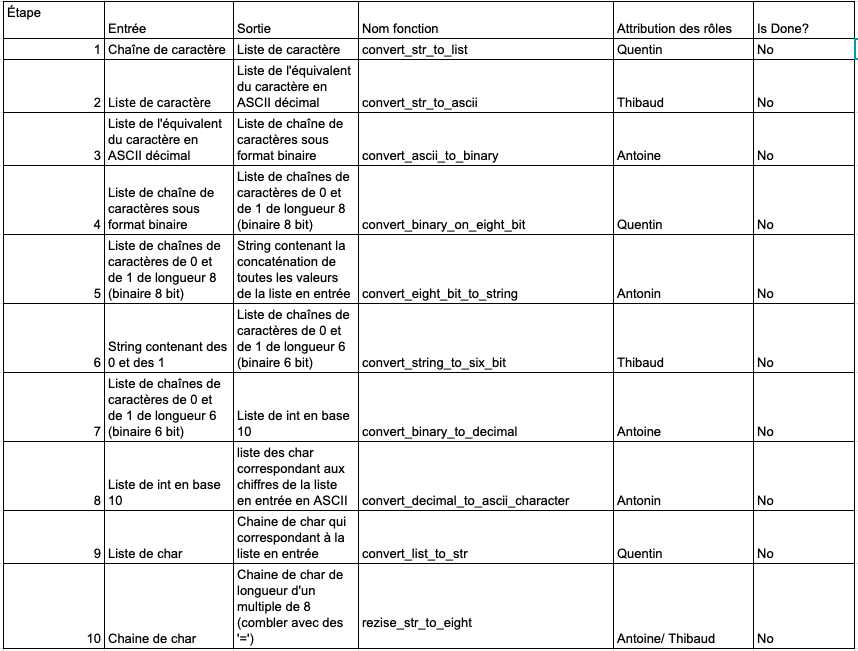 Étape
Entrée Sortie Nom fonction Attribution des rôles Is Done?
1 Chaîne de caractère Liste de caractère convert_str_to_list Quentin No
Liste de l'équivalent
du caractère en
2 Liste de caractère ASCII décimal convert_str_to_ascii Thibaud No
Liste de l'équivalent Liste de chaîne de
du caractère en caractères sous
3 ASCII décimal format binaire convert_ascii_to_binary Antoine No
Liste de chaînes de
Liste de chaîne de caractères de 0 et
caractères sous de 1 de longueur 8
4 format binaire (binaire 8 bit) convert_binary_on_eight_bit Quentin No
Liste de chaînes de String contenant la
caractères de 0 et concaténation de
de 1 de longueur 8 toutes les valeurs
5 (binaire 8 bit) de la liste en entrée convert_eight_bit_to_string Antonin No
Liste de chaînes de
caractères de 0 et
String contenant des de 1 de longueur 6
6 0 et des 1 (binaire 6 bit) convert_string_to_six_bit Thibaud No
Liste de chaînes de
caractères de 0 et
de 1 de longueur 6 Liste de int en base
7 (binaire 6 bit) 10 convert_binary_to_decimal Antoine No
liste des char
correspondant aux
Liste de int en base chiffres de la liste
8 10 en entrée en ASCII convert_decimal_to_ascii_character Antonin No
Chaine de char qui
correspondant à la
9 Liste de char liste en entrée convert_list_to_str Quentin No
Chaine de char de
longueur d'un
multiple de 8
(combler avec des rezise_str_to_eight
10 Chaine de char '=') Antoine/ Thibaud No